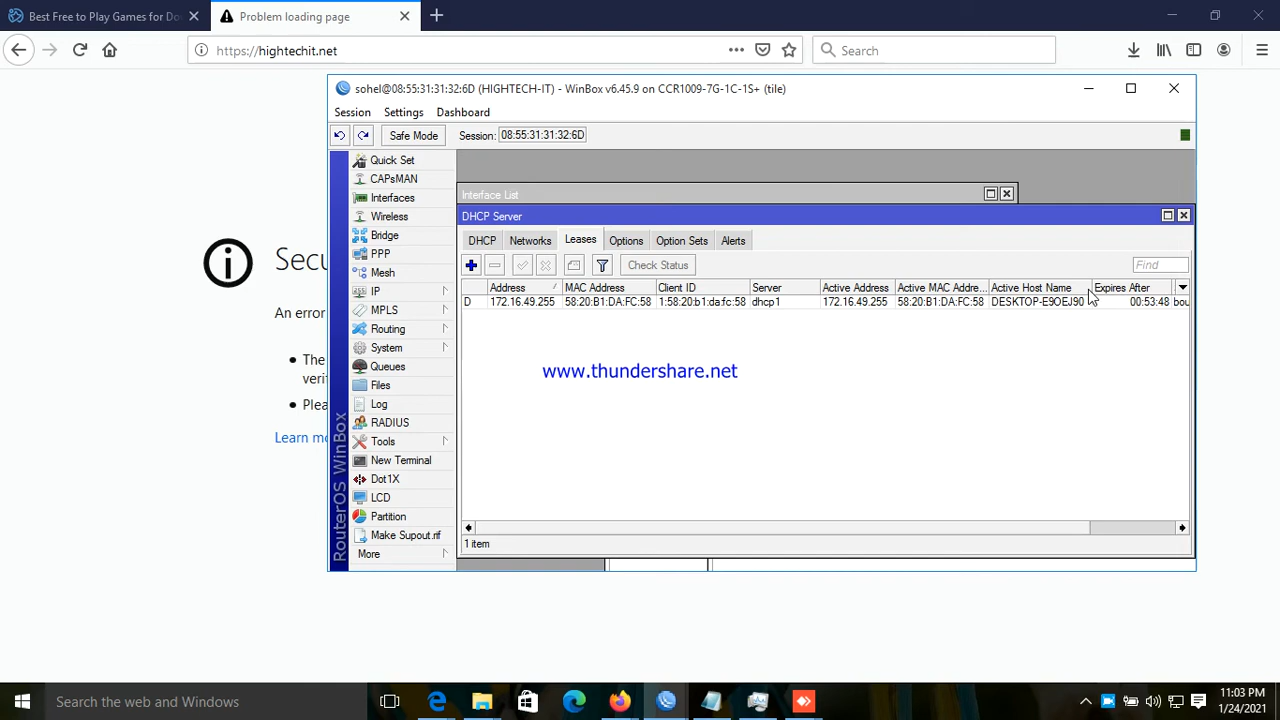 Best Free to Play Games for Do
Problem loading page
https://hightechit.net
Search
sohel@08:55:31:31:32:6D (HIGHTECH-IT) - WinBox v6.45.9 on CCR1009-7G-1C-1S+ (tile)
Session Settings Dashboard
Safe Mode Session: 08:55:31:31:32:6D
Quick Set
CAPsMAN
Interfaces
Wireless
Bridge
PPP
Mesh
IP
MPLS
Routing
System
Queues
Files
Log
RADIUS
Tools
New Terminal
Dot1X
LCD
Partition
Make Supout.rif
More
RouterOS WinBox
Interface List
DHCP Server
DHCP Networks Leases Options Option Sets Alerts
Check Status Find
Address MAC Address Client ID Server Active Address Active MAC Addre... Active Host Name Expires After
D 172.16.49.255 58:20:B1:DA:FC:58 1:58:20:b1:da:fc:58 dhcp1 172.16.49.255 58:20:B1:DA:FC:58 DESKTOP-E9OEJ90 00:53:48 bou
www.thundershare.net
1 item
Secu
An error
The
verif
Plea
Learn mo
Search the web and Windows
11:03 PM
1/24/2021